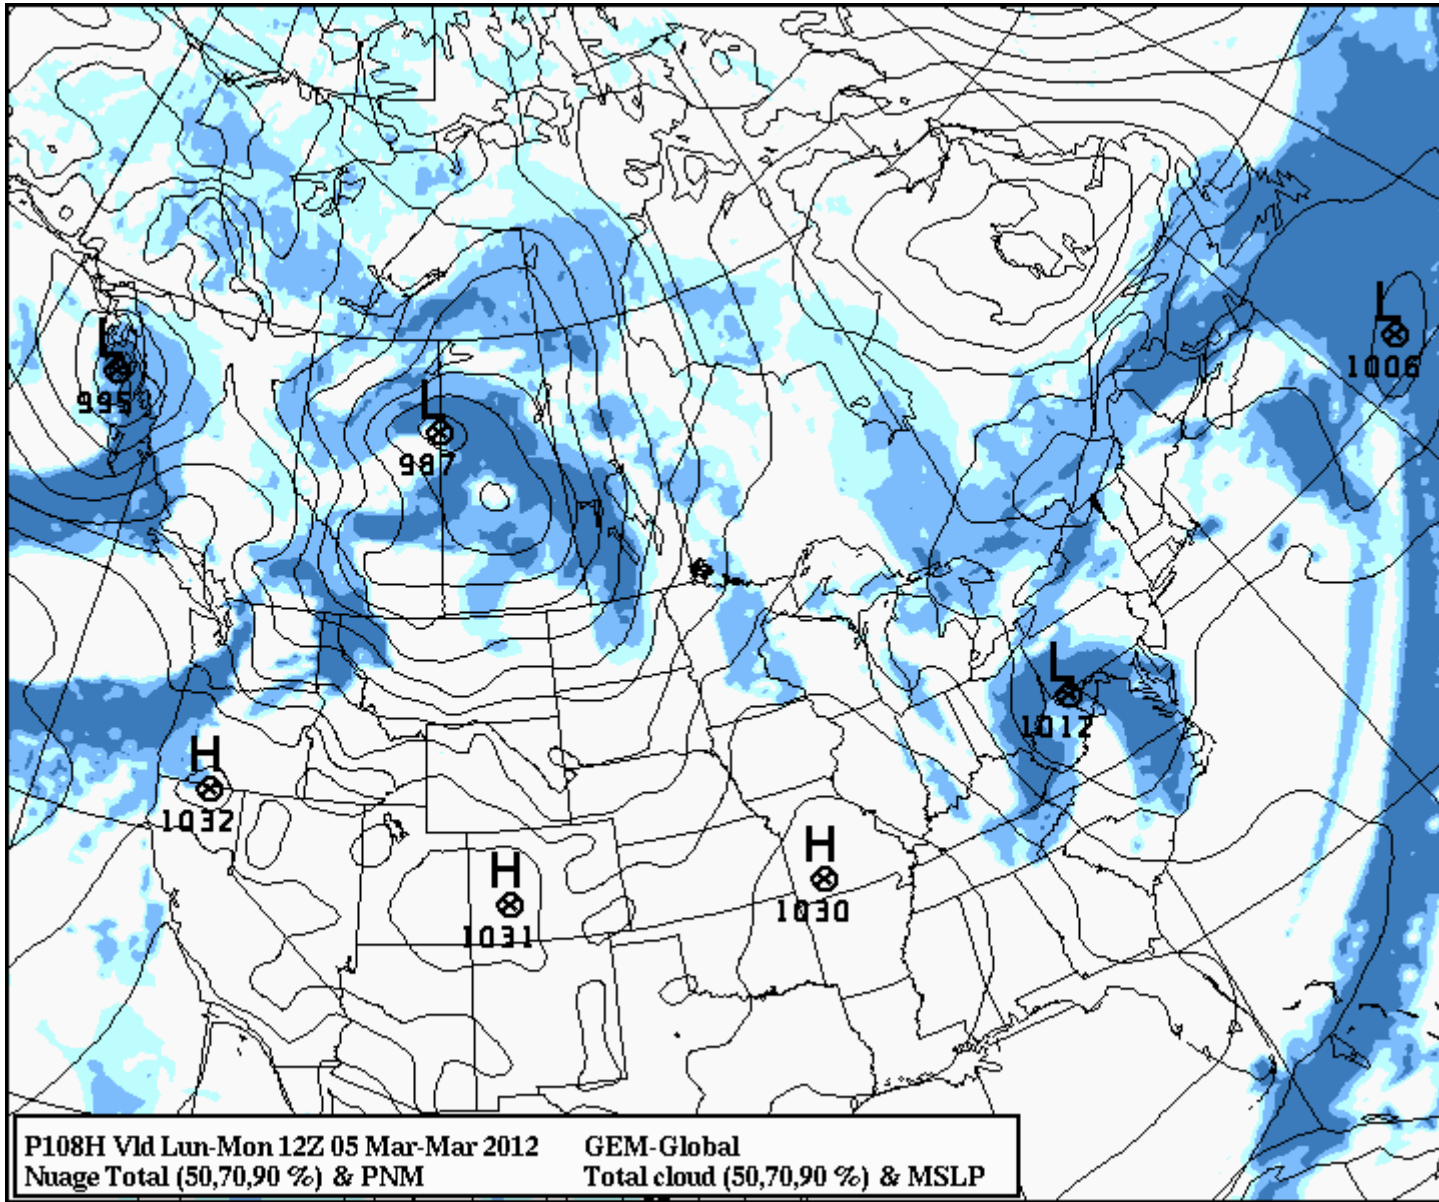 L
1006
L
995
L
987
L
1012
H
1032
H
1031
H
1030
P108H Vld Lun-Mon 12Z 05 Mar-Mar 2012 GEM-Global
Nuage Total (50,70,90 %) & PNM Total cloud (50,70,90 %) & MSLP